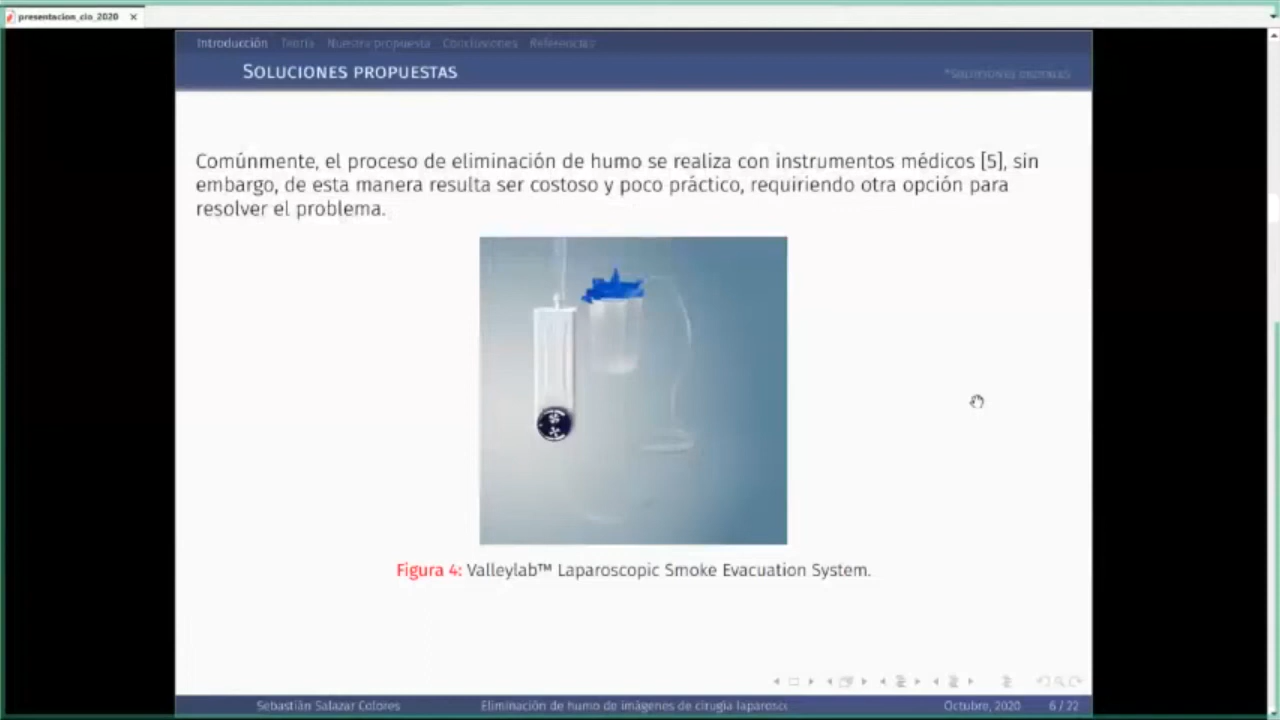 presentacion_cio_2020
Introducción Teoría Nuestra propuesta Conclusiones Referencias
SOLUCIONES PROPUESTAS
Comúnmente, el proceso de eliminación de humo se realiza con instrumentos médicos [5], sin
embargo, de esta manera resulta ser costoso y poco práctico, requiriendo otra opción para
resolver el problema.
Figura 4: Valleylab™ Laparoscopic Smoke Evacuation System.
Sebastián Salazar Colores Eliminación de humo de imágenes de cirugía laparosc Octubre, 2020 6 / 22